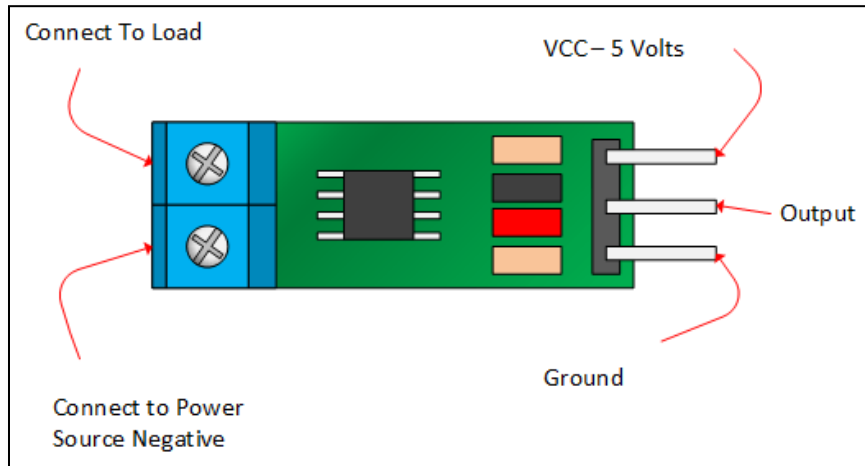 Connect To Load
VCC – 5 Volts
Output
Ground
Connect to Power
Source Negative